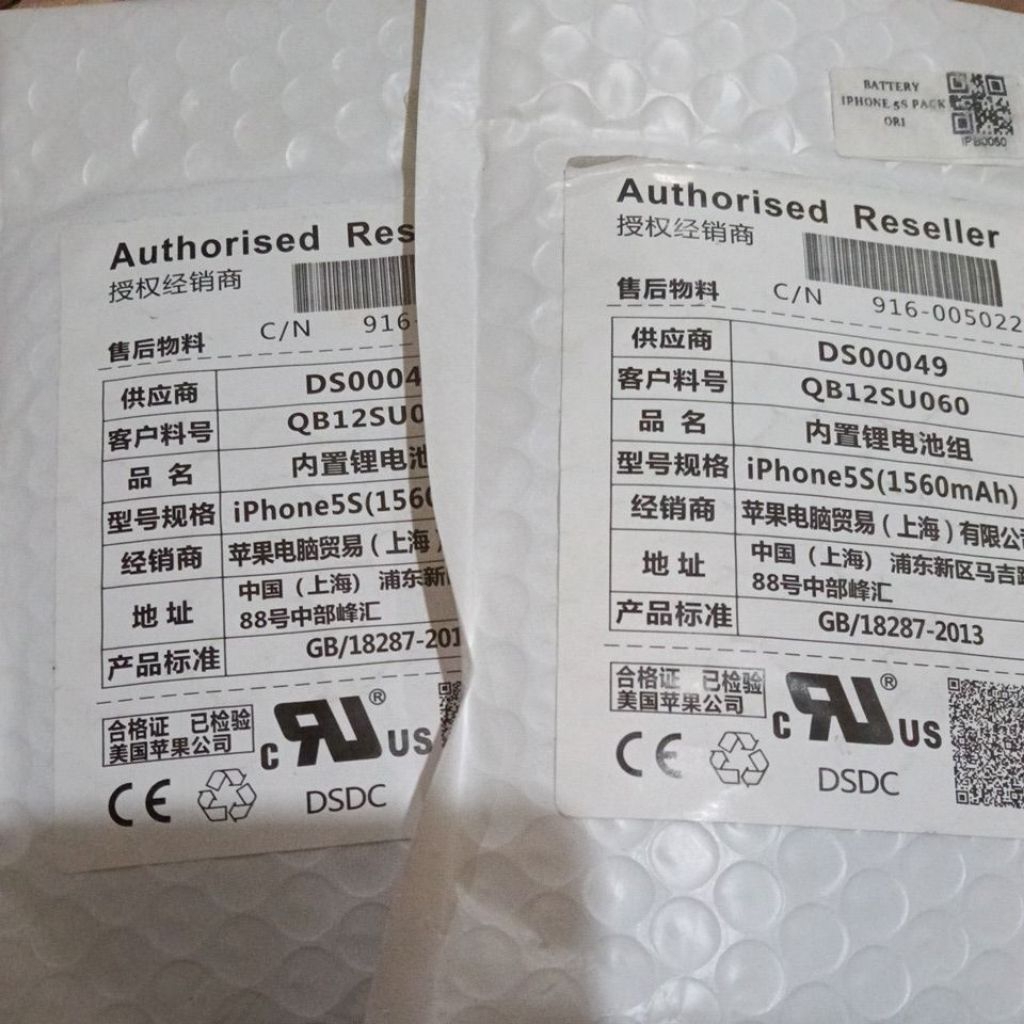 Authorised Res
授权经销商
C/N 916-
售后物料
供应商 DS0004
客户料号 QB12SU0
品 名 内置锂电池
型号规格 iPhone5S(156
经销商 苹果电脑贸易(上海)
地 址 中国(上海) 浦东新
88号中部峰汇
产品标准 GB/18287-201
合格证 已检验
美国苹果公司
c RU ® US
CE DSDC
BATTERY
IPHONE 5S PACK
ORI
IPB0060
Authorised Reseller
授权经销商
C/N 916-005022
售后物料
供应商 DS00049
客户料号 QB12SU060
品 名 内置锂电池组
型号规格 iPhone5S(1560mAh)
经销商 苹果电脑贸易(上海)有限公
地 址 中国(上海) 浦东新区马吉路
88号中部峰汇
产品标准 GB/18287-2013
合格证 已检验
美国苹果公司
c RU ® US
CE DSDC